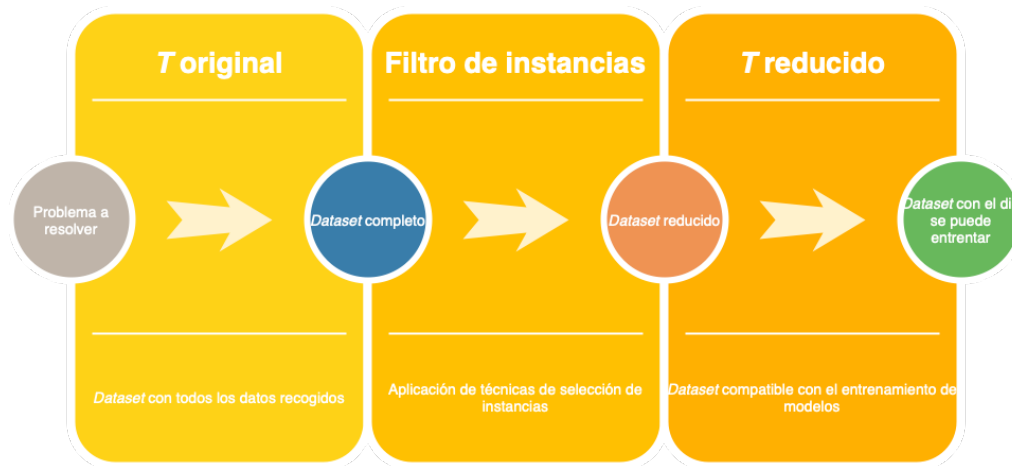 T original
Filtro de instancias
T reducido
Problema a
resolver
Dataset completo
Dataset reducido
Dataset con el di
se puede
entrentar
Dataset con todos los datos recogidos
Aplicación de técnicas de selección de
instancias
Dataset compatible con el entrenamiento de
modelos